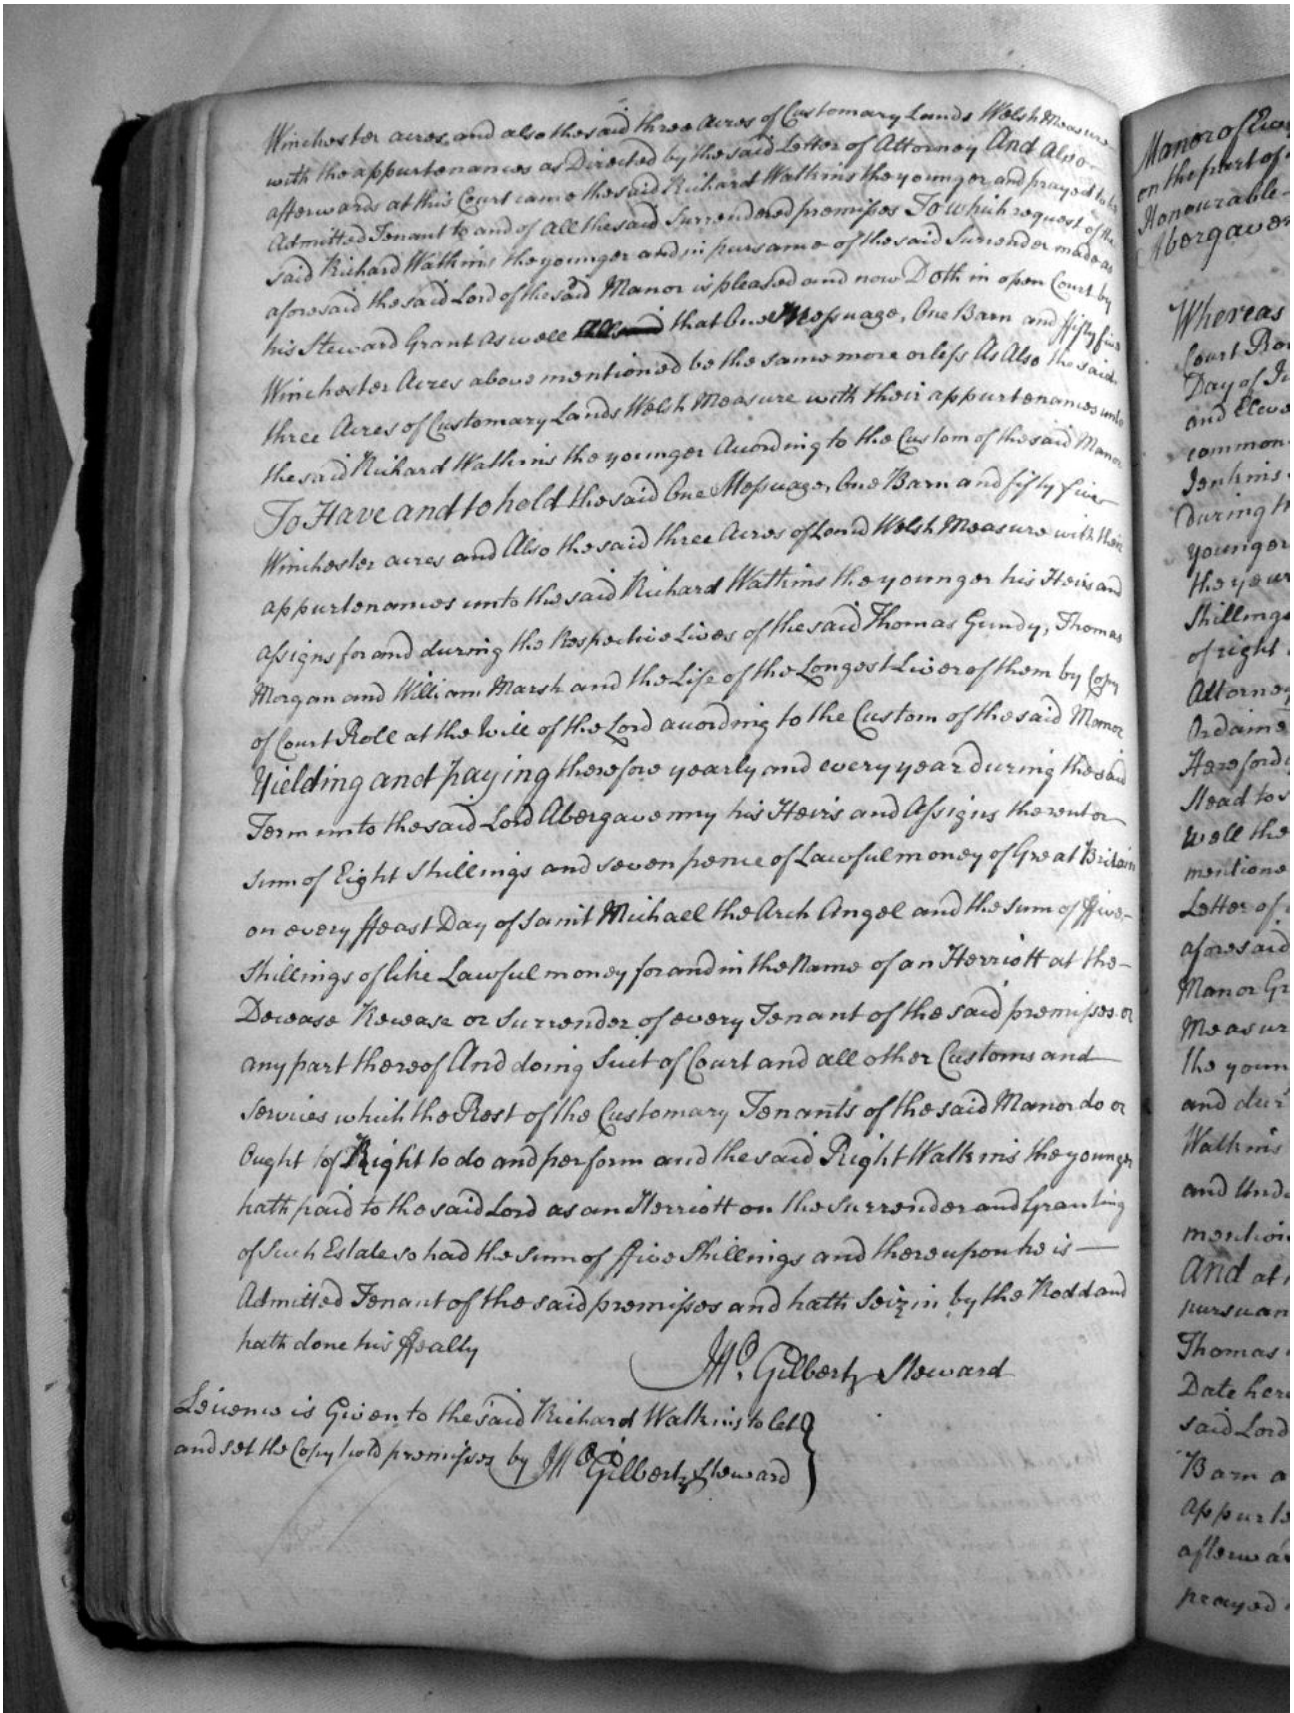 Winchester acres, and also the said three Acres of Customary Lands Welsh Measure
with the appurtenances as Directed by the said Letter of Attorney And Also
afterwards at this Court came the said Richard Watkins the younger and prayed to be
Admitted Tenant to and of all the said Surrendered premisses To which request of the
said Richard Watkins the younger and in pursuance of the said Surrender made as
aforesaid the said Lord of the said Manor is pleased and now Doth in open Court by
his Steward Grant As well that One Messuage, One Barn and ffifty five
Winchester Acres above mentioned be the same more or less As Also the said
three Acres of Customary Lands Welsh Measure with their appurtenances unto
the said Richard Watkins the younger According to the Custom of the said Manor
To Have and to hold the said One Messuage, One Barn and fifty five
Winchester acres and Also the said three Acres of Land Welsh Measure with their
appurtenances unto the said Richard Watkins the younger his Heirs and
assigns for and during the Respective Lives of the said Thomas Gundy, Thomas
Morgan and William Marsh and the Life of the Longest Liver of them by Copy
of Court Roll at the Will of the Lord according to the Custom of the said Manor
Yielding and paying therefore yearly and every year during the said
Term unto the said Lord Abergavenny his Heirs and Assigns the rent or
sum of Eight Shillings and seven pence of Lawful money of Great Britain
on every ffeast Day of Saint Michael the Arch Angel and the sum of ffive
Shillings of like Lawful money for and in the Name of an Herriott at the
Decease Rewease or Surrender of every Tenant of the said premisses or
any part thereof And doing Suit of Court and all other Customs and
Services which the Rest of the Customary Tenants of the said Manor do or
Ought of Right to do and perform and the said Right Watkins the younger
hath paid to the said Lord as an Herriott on the Surrender and Granting
of Such Estate so had the sum of ffive Shillings and thereupon he is
Admitted Tenant of the said premisses and hath Seizin by the Rodd and
hath done his ffealty
Gilbert Steward
Leicence is Given to the said Richard Watkins to let
and set the Copyhold premisses by Gilbert Steward
Manor of
on the part of
Honourable
Abergaven
Whereas
Court
Day of
and Eleve
common
Jenkins
During th
younger
the year
Shillings
of right
Attorney
Ordaine
Hereford
Stead to
Well the
mentione
Letter of
aforesaid
Manor Gr
Measur
the youn
and dur
Watkins
and Und
mention
And at
pursuan
Thomas
Date here
said Lord
Barn a
Appurte
afterwar
prayed